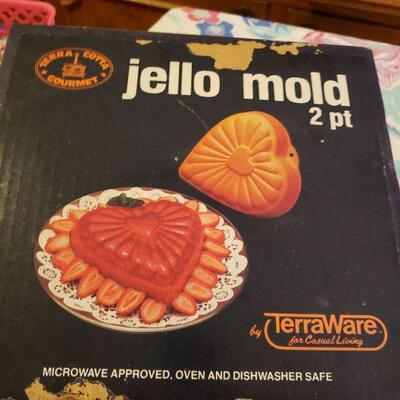 TERRA COTTA
GOURMET
jello mold
2 pt
by TerraWare
for Casual Living
MICROWAVE APPROVED, OVEN AND DISHWASHER SAFE